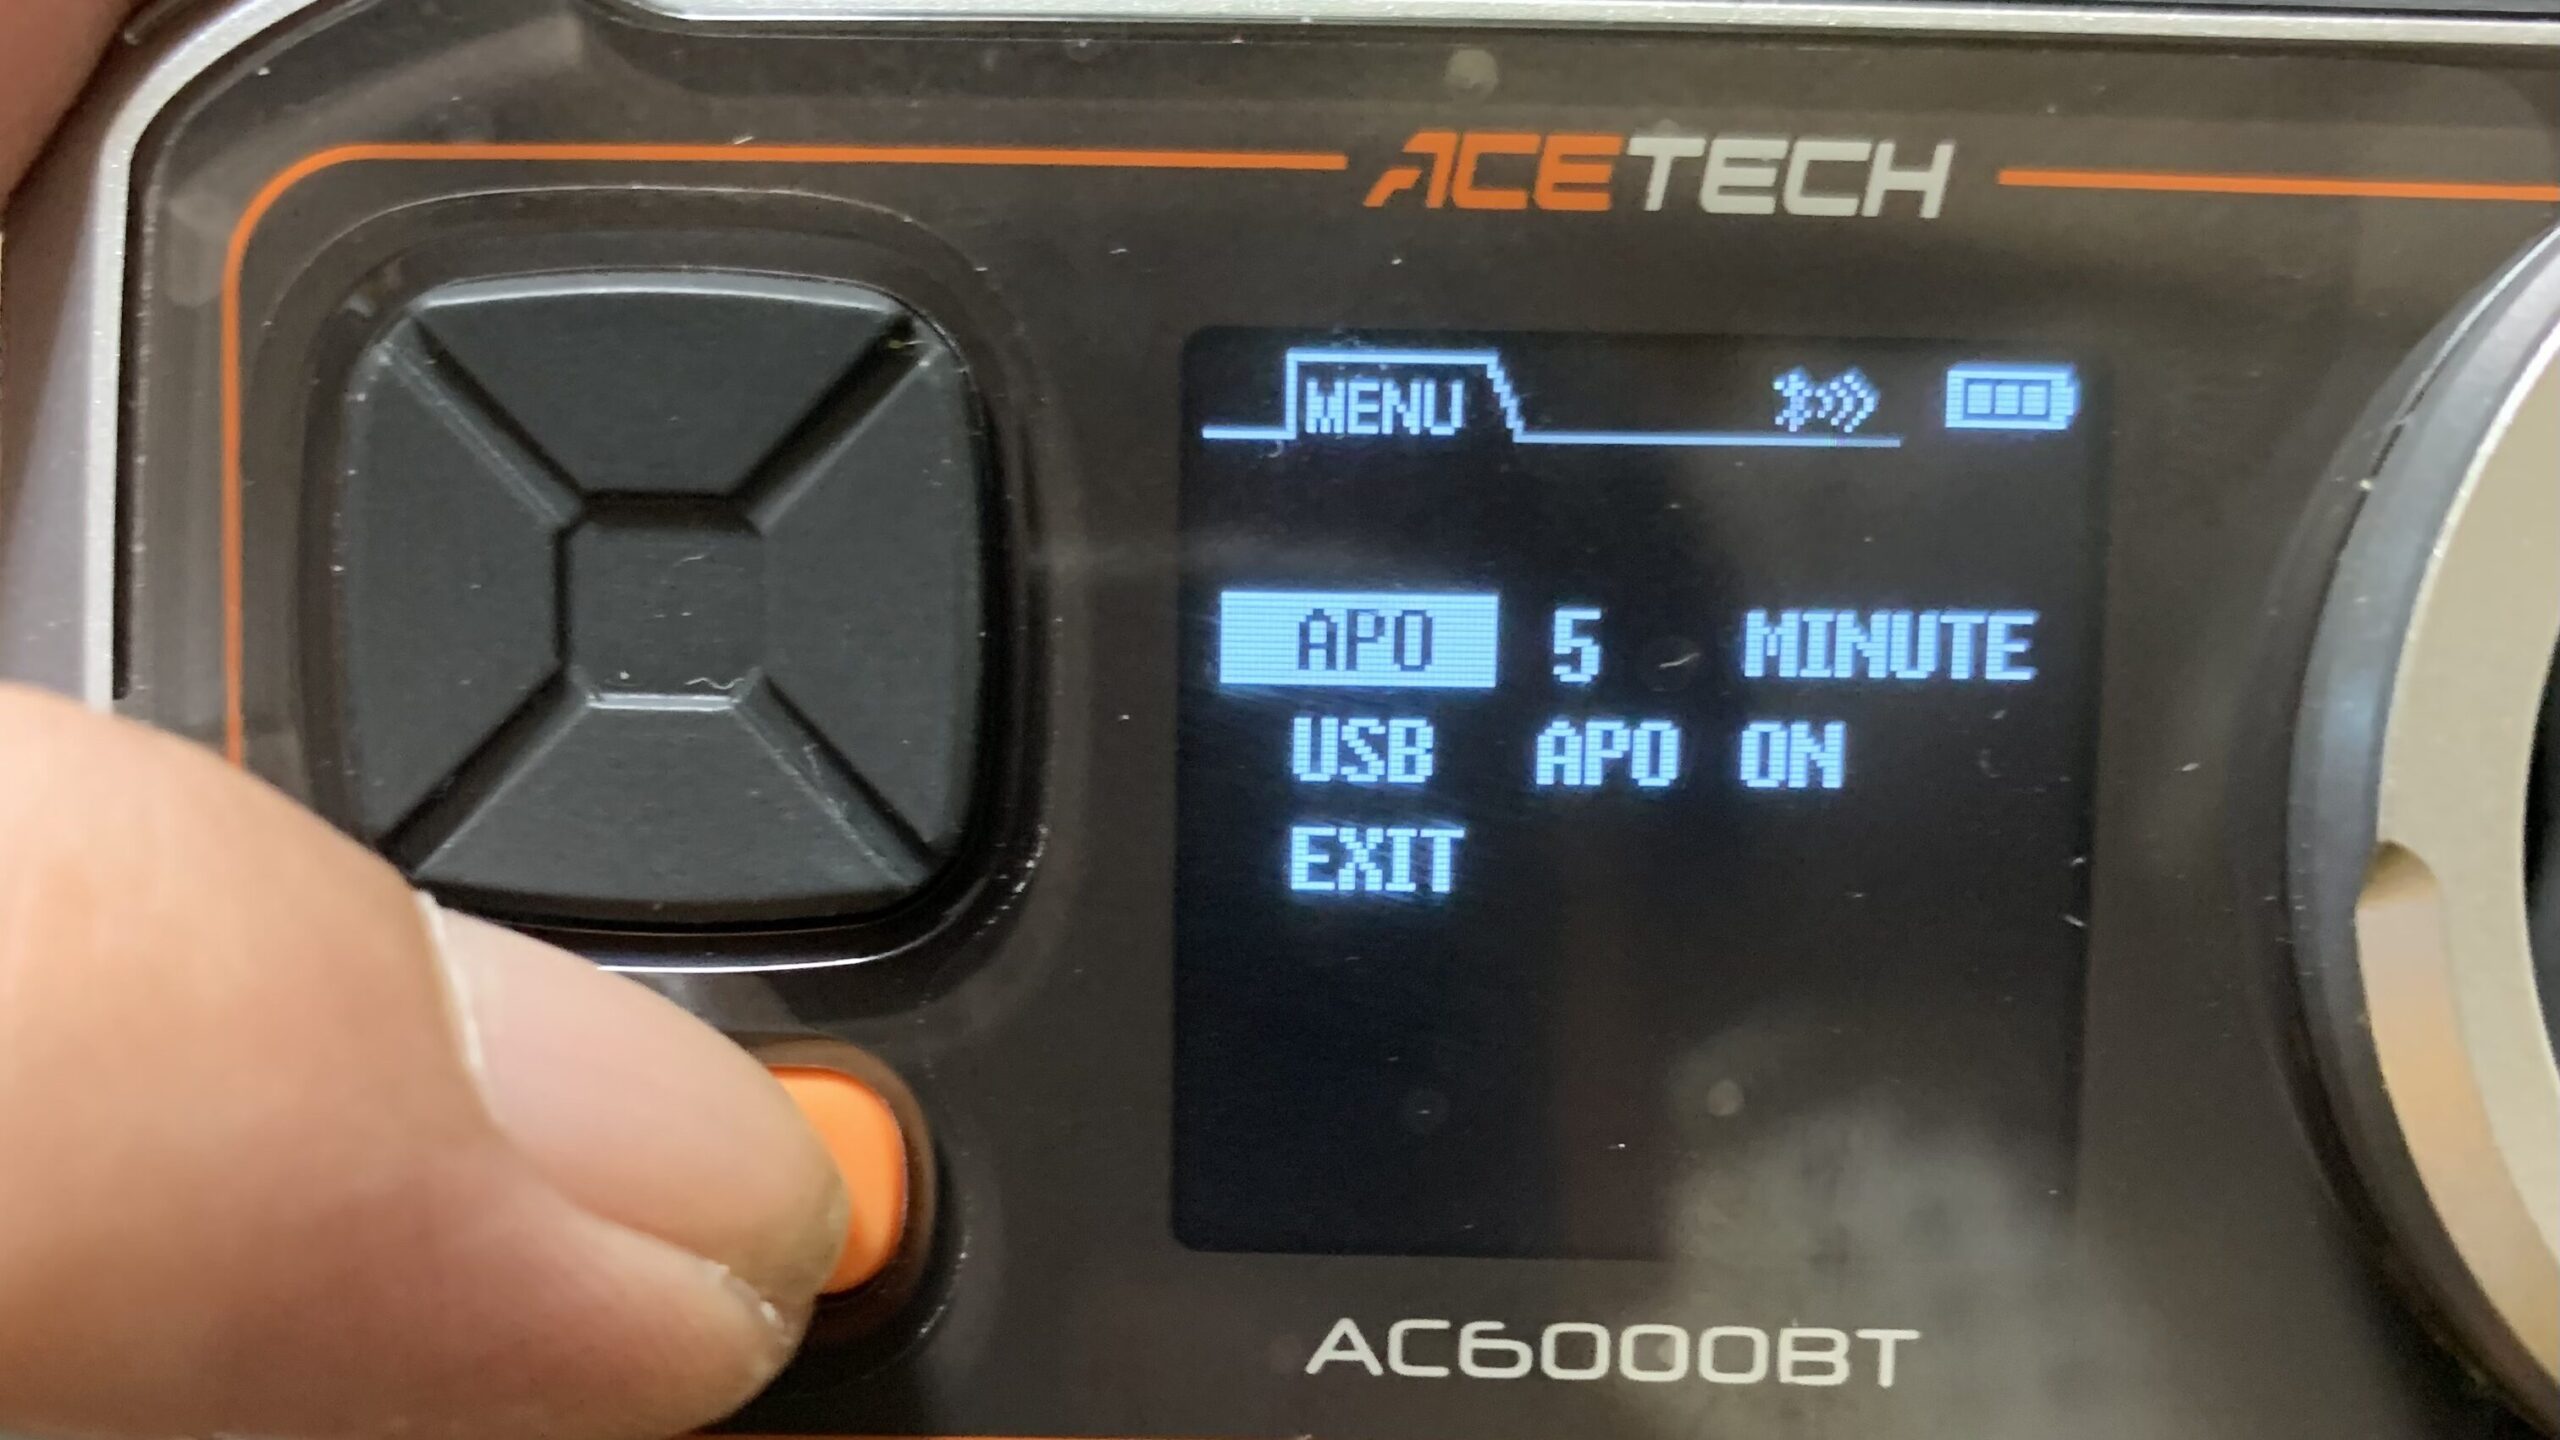 ACETECH
MENU
APO 5 MINUTE
USB APO ON
EXIT
AC6000BT